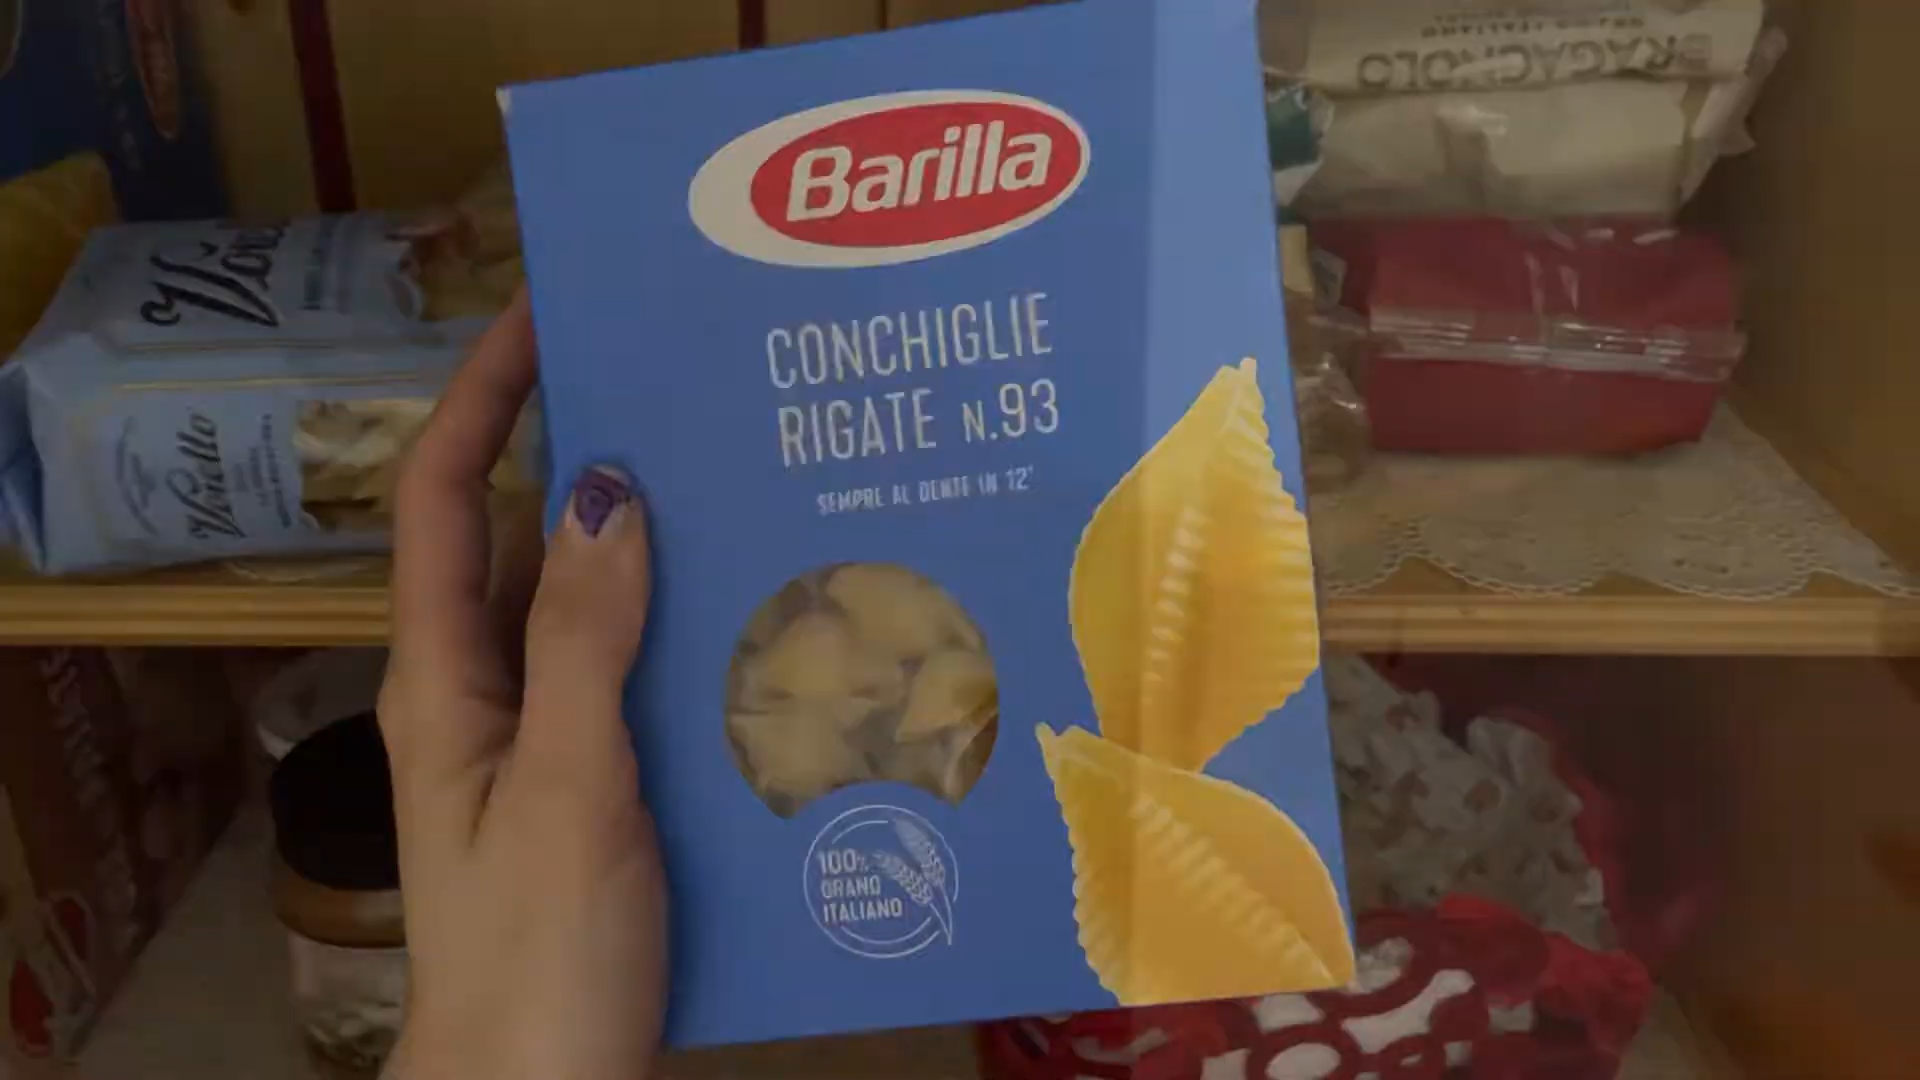 Barilla
CONCHIGLIE
RIGATE N.93
SEMPRE AL DENTE IN 12'
100%
GRANO
ITALIANO
Voiello